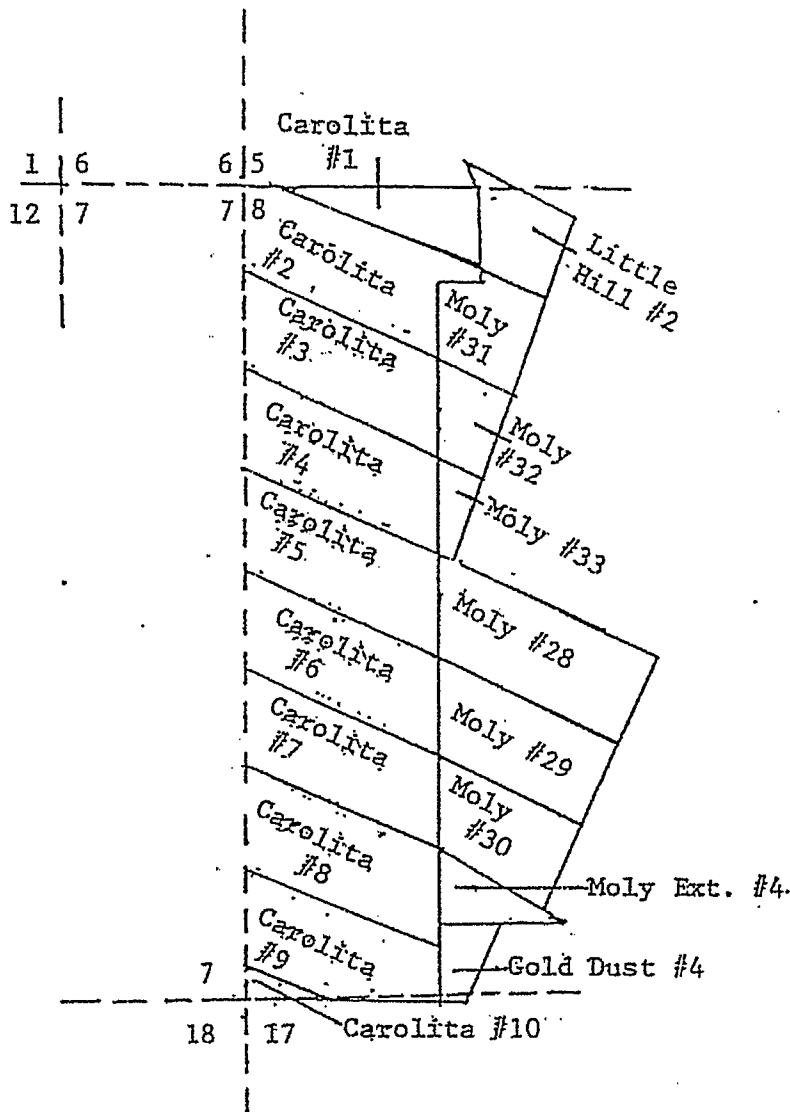 Carolita
#1
1 6
6 5
12 7
7 8
Carolita
#2
Little
Hill #2
Moly
#31
Carolita
#3
Carolita
#4
Moly
#32
Moly #33
Carolita
#5
Moly #28
Carolita
#6
Carolita
#7
Moly #29
Moly
#30
Carolita
#8
Moly Ext. #4
Carolita
#9
Gold Dust #4
7
18 17
Carolita #10